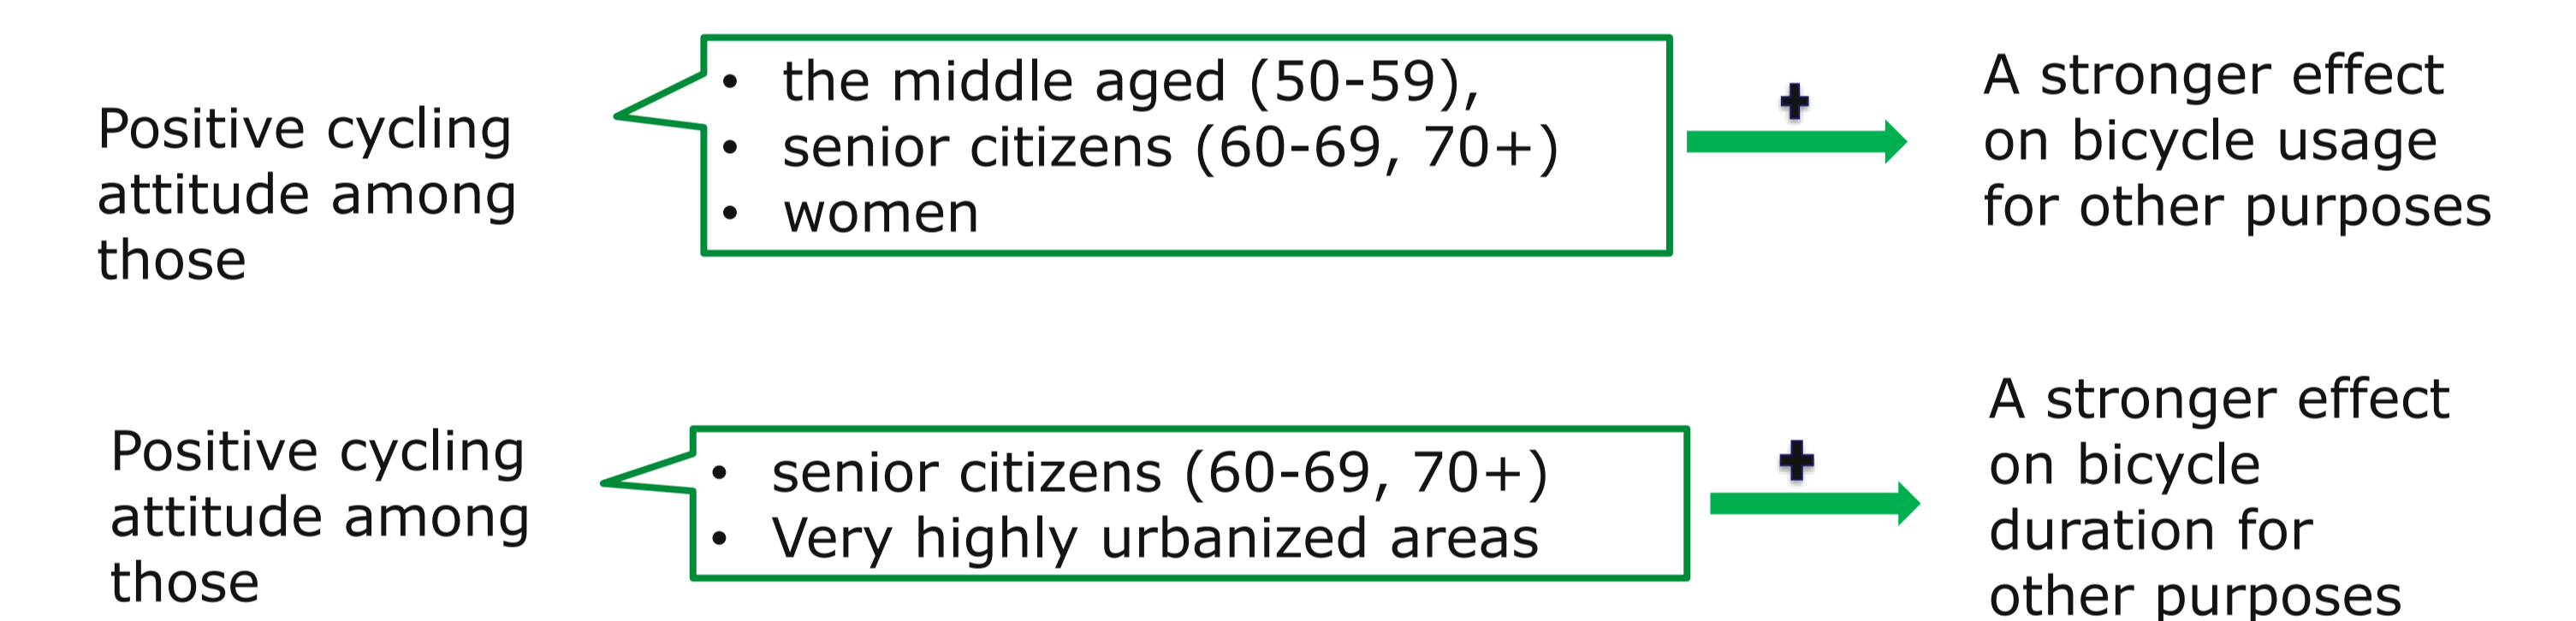 Positive cycling
attitude among
those
• the middle aged (50-59),
• senior citizens (60-69, 70+)
• women
+
A stronger effect
on bicycle usage
for other purposes
Positive cycling
attitude among
those
• senior citizens (60-69, 70+)
• Very highly urbanized areas
+
A stronger effect
on bicycle
duration for
other purposes